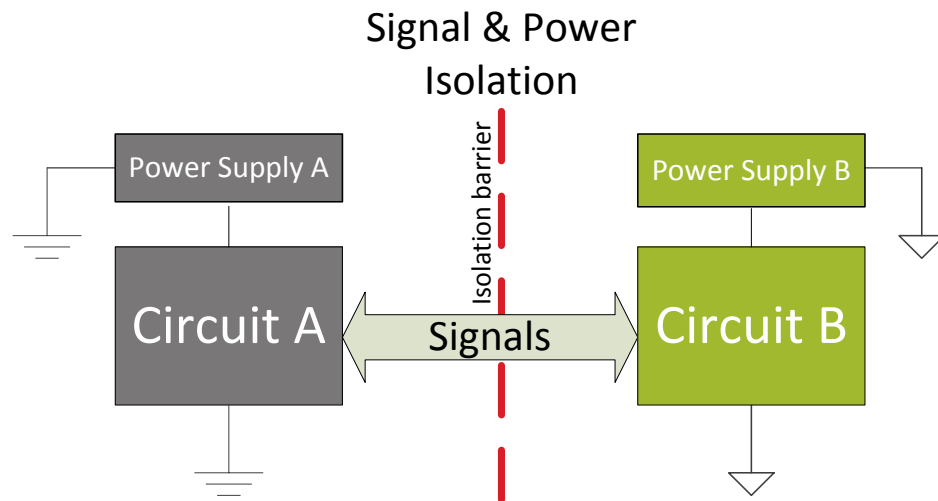 Signal & Power
Isolation
Isolation barrier
Power Supply A
Power Supply B
Circuit A
Signals
Circuit B